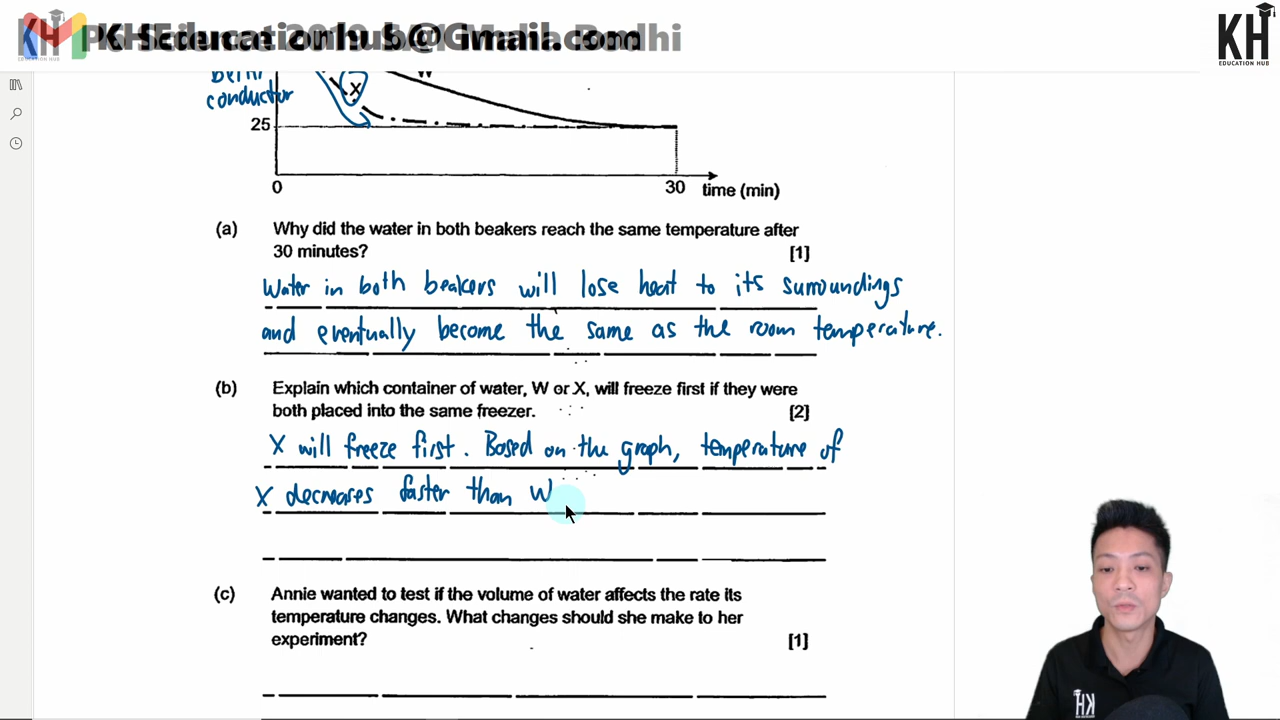 KH
EDUCATION HUB
better
conductor
X
W
25
0
30
time (min)
(a) Why did the water in both beakers reach the same temperature after
30 minutes? [1]
Water in both beakers will lose heat to its surroundings
and eventually become the same as the room temperature.
(b) Explain which container of water, W or X, will freeze first if they were
both placed into the same freezer. [2]
X will freeze first. Based on the graph, temperature of
X decreases faster than W
(c) Annie wanted to test if the volume of water affects the rate its
temperature changes. What changes should she make to her
experiment? [1]
KH